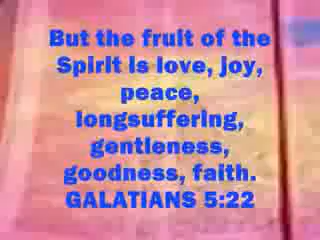 But the fruit of the
Spirit is love, joy,
peace,
longsuffering,
gentleness,
goodness, faith.
GALATIANS 5:22